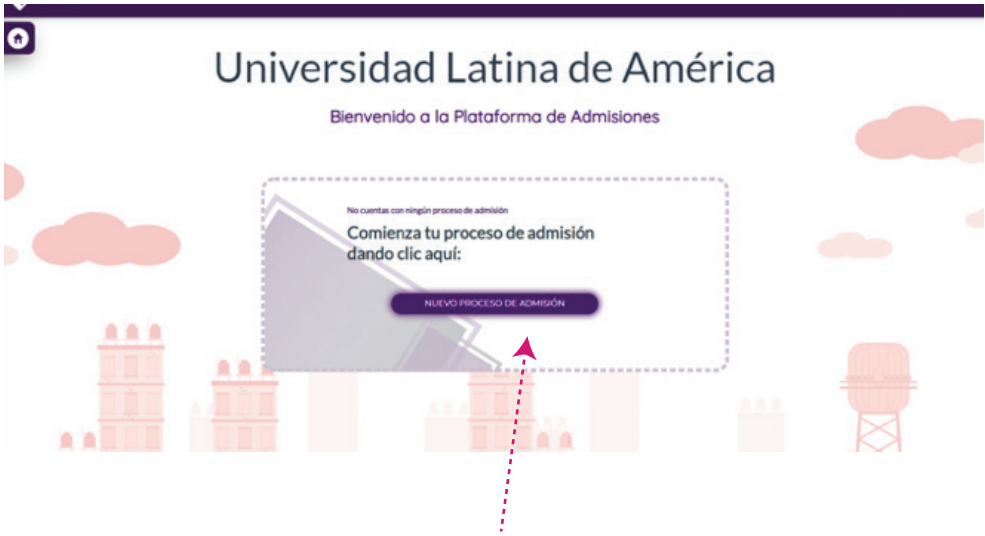 Universidad Latina de América
Bienvenido a la Plataforma de Admisiones
No cuentas con ningún proceso de admisión
Comienza tu proceso de admisión
dando clic aquí:
NUEVO PROCESO DE ADMISIÓN